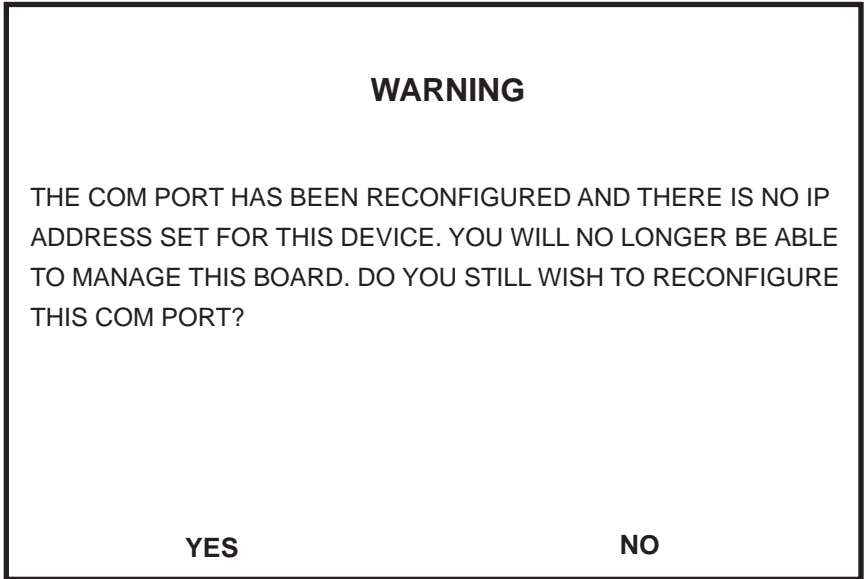 WARNING
THE COM PORT HAS BEEN RECONFIGURED AND THERE IS NO IP
ADDRESS SET FOR THIS DEVICE. YOU WILL NO LONGER BE ABLE
TO MANAGE THIS BOARD. DO YOU STILL WISH TO RECONFIGURE
THIS COM PORT?
YES NO